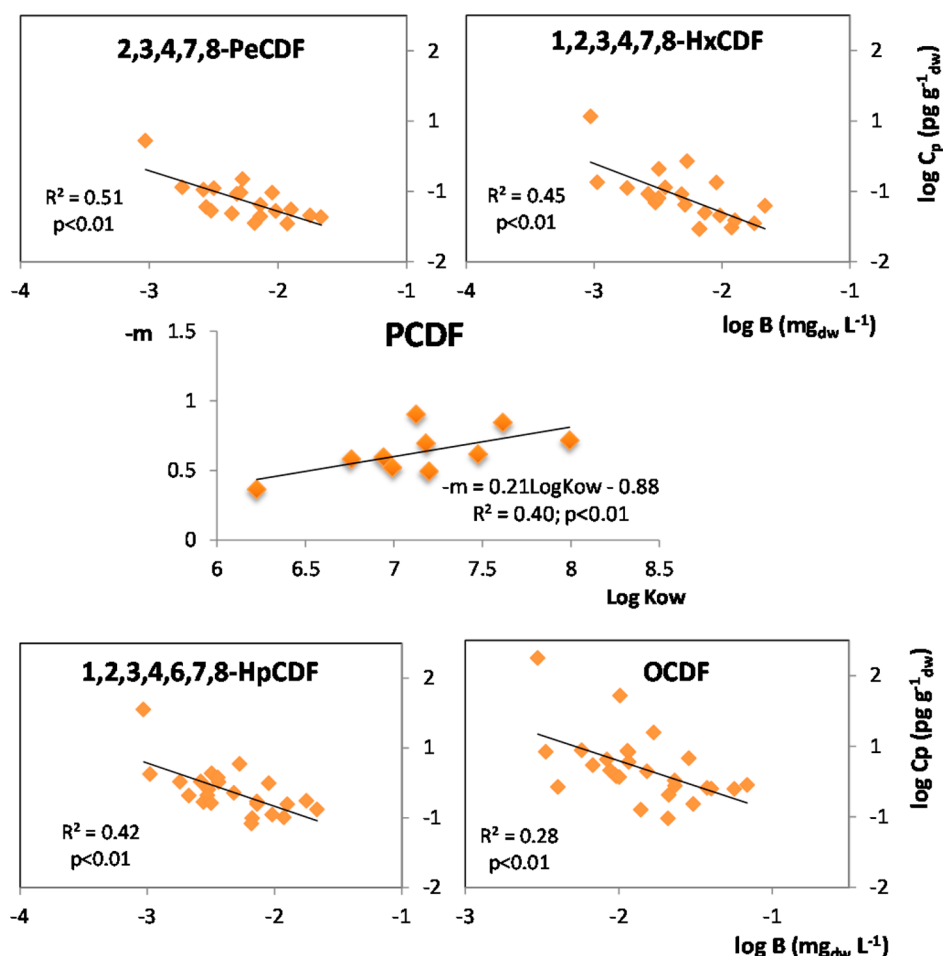 2,3,4,7,8-PeCDF
R² = 0.51
p<0.01
2
1
-1
-2
-4
-3
-2
-1
1,2,3,4,7,8-HxCDF
R² = 0.45
p<0.01
2
1
-1
-2
log Cp (pg g⁻¹dw)
-4
-3
-2
-1
log B (mgdw L⁻¹)
-m
PCDF
1.5
1
0.5
0
-m = 0.21LogKow - 0.88
R² = 0.40; p<0.01
6
6.5
7
7.5
8
8.5
Log Kow
1,2,3,4,6,7,8-HpCDF
R² = 0.42
p<0.01
2
1
-1
-2
-4
-3
-2
-1
OCDF
R² = 0.28
p<0.01
2
1
-1
-2
log Cp (pg g⁻¹dw)
-3
-2
-1
log B (mgdw L⁻¹)